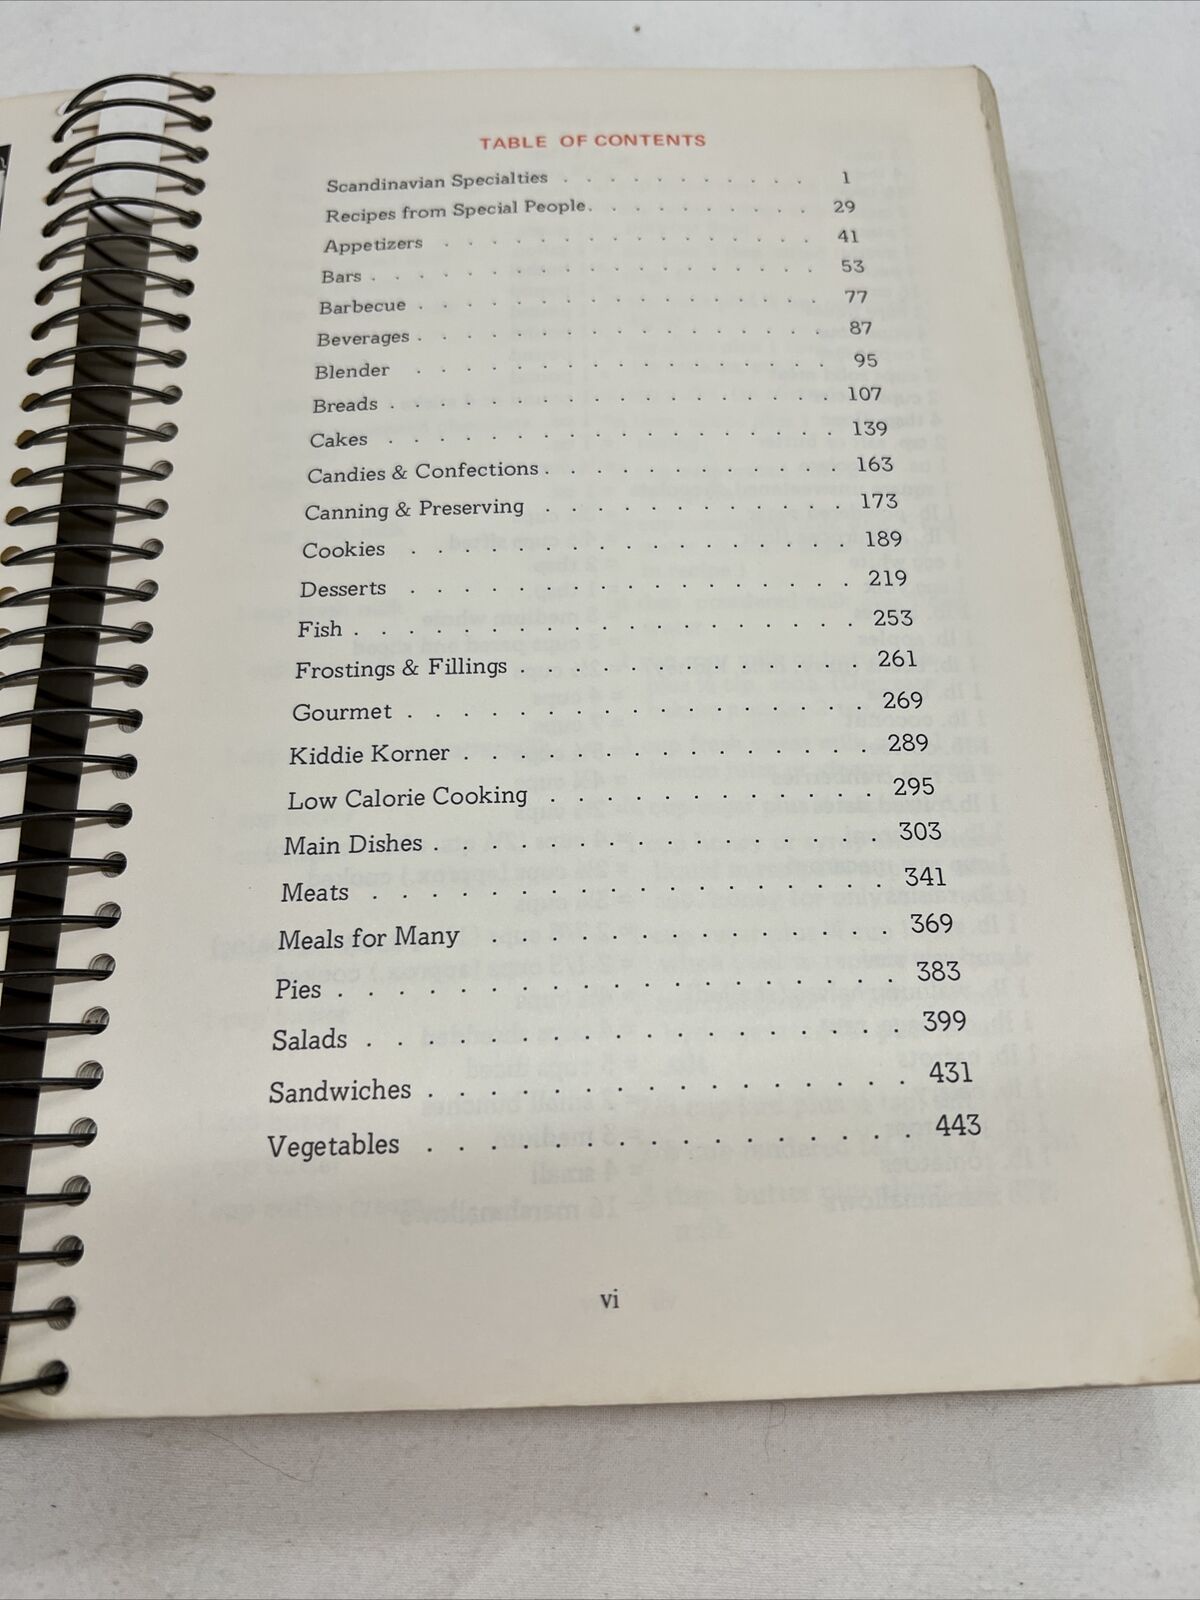 TABLE OF CONTENTS
Scandinavian Specialties . . . . . . . . . . . 1
Recipes from Special People . . . . . . . . . . 29
Appetizers . . . . . . . . . . . . . . . . 41
Bars . . . . . . . . . . . . . . . . . . . 53
Barbecue . . . . . . . . . . . . . . . . . 77
Beverages . . . . . . . . . . . . . . . . . 87
Blender . . . . . . . . . . . . . . . . . 95
Breads . . . . . . . . . . . . . . . . . . 107
Cakes . . . . . . . . . . . . . . . . . . 139
Candies & Confections . . . . . . . . . . . . 163
Canning & Preserving . . . . . . . . . . . . 173
Cookies . . . . . . . . . . . . . . . . . 189
Desserts . . . . . . . . . . . . . . . . . 219
Fish . . . . . . . . . . . . . . . . . . . 253
Frostings & Fillings . . . . . . . . . . . . . 261
Gourmet . . . . . . . . . . . . . . . . . 269
Kiddie Korner . . . . . . . . . . . . . . . 289
Low Calorie Cooking . . . . . . . . . . . . 295
Main Dishes . . . . . . . . . . . . . . . . 303
Meats . . . . . . . . . . . . . . . . . . 341
Meals for Many . . . . . . . . . . . . . . 369
Pies . . . . . . . . . . . . . . . . . . . 383
Salads . . . . . . . . . . . . . . . . . . 399
Sandwiches . . . . . . . . . . . . . . . . 431
Vegetables . . . . . . . . . . . . . . . . 443
vi